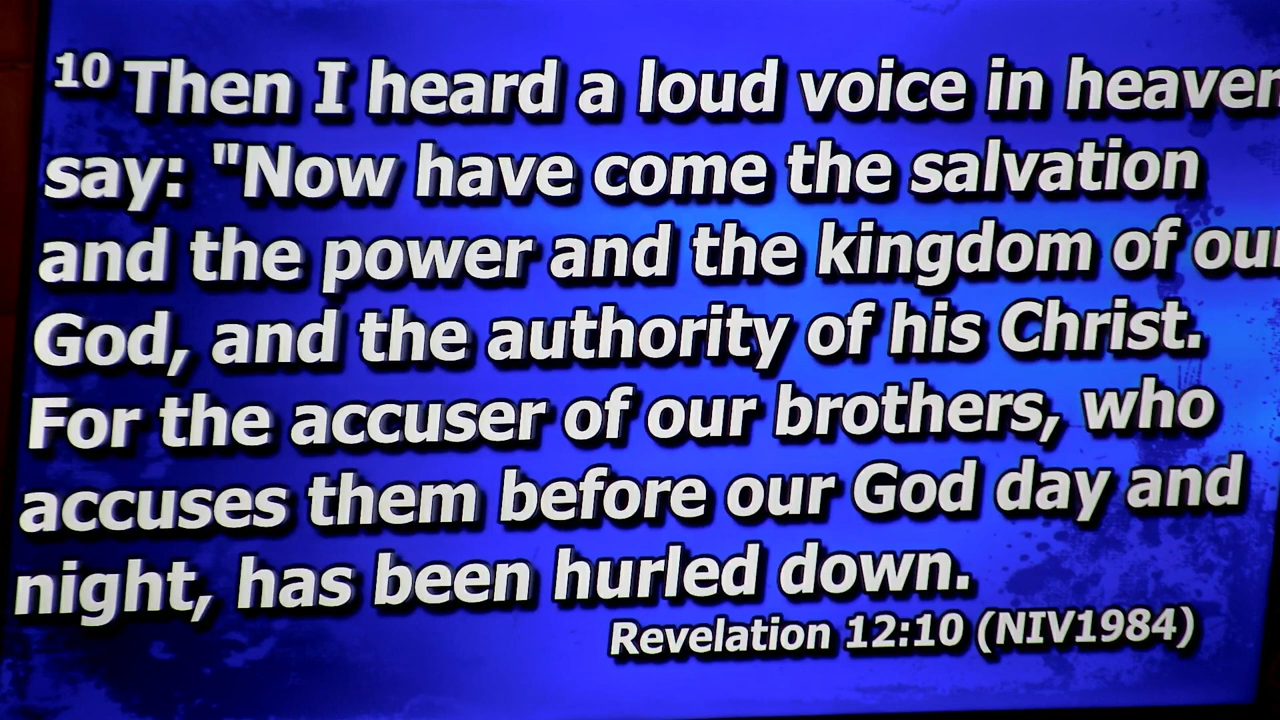 10 Then I heard a loud voice in heaven
say: "Now have come the salvation
and the power and the kingdom of our
God, and the authority of his Christ.
For the accuser of our brothers, who
accuses them before our God day and
night, has been hurled down.
Revelation 12:10 (NIV1984)